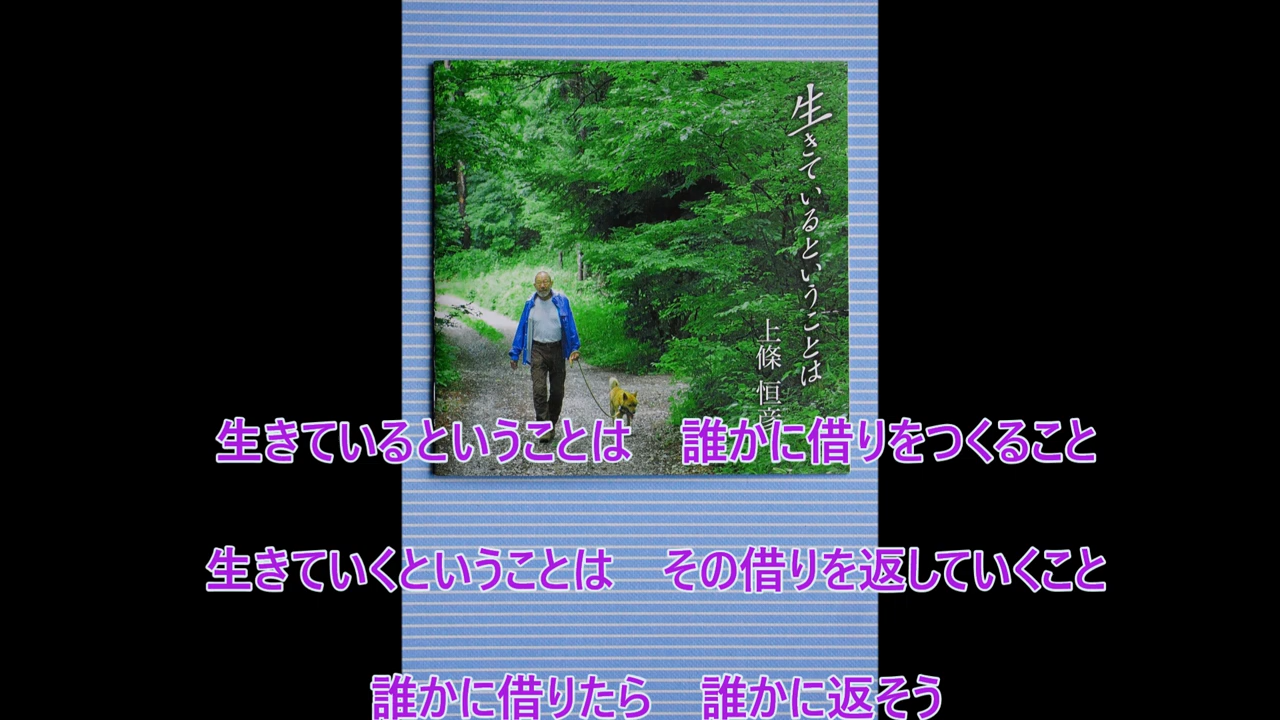 生きているということは
上條 恒彦
生きているということは　誰かに借りをつくること
生きていくということは　その借りを返していくこと
誰かに借りたら　誰かに返そう